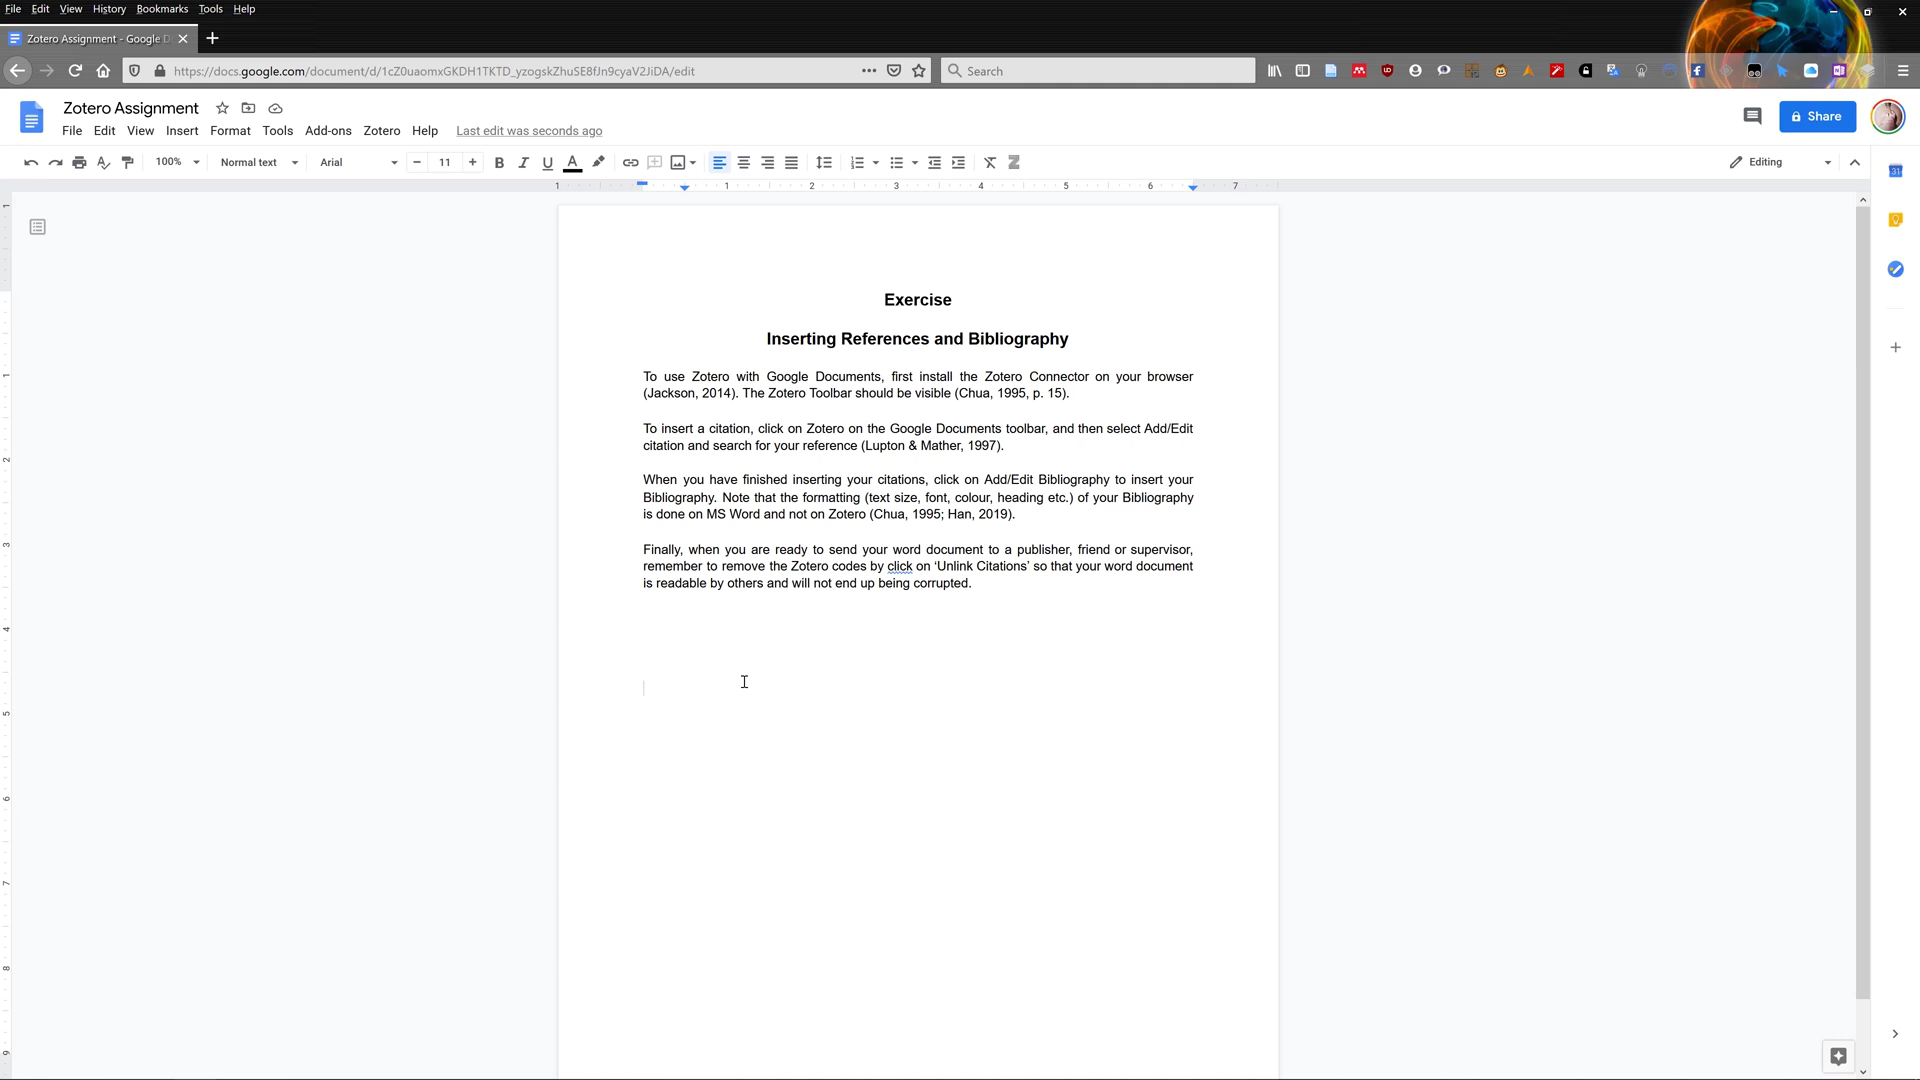 File Edit View History Bookmarks Tools Help
Zotero Assignment - Google D
https://docs.google.com/document/d/1cZ0uaomxGKDH1TKTD_yzogskZhuSE8fJn9cyaV2JiDA/edit
Search
Zotero Assignment
File Edit View Insert Format Tools Add-ons Zotero Help Last edit was seconds ago
Share
100% Normal text Arial 11 Editing
1 1 2 3 4 5 6 7
Exercise
Inserting References and Bibliography
To use Zotero with Google Documents, first install the Zotero Connector on your browser
(Jackson, 2014). The Zotero Toolbar should be visible (Chua, 1995, p. 15).
To insert a citation, click on Zotero on the Google Documents toolbar, and then select Add/Edit
citation and search for your reference (Lupton & Mather, 1997).
When you have finished inserting your citations, click on Add/Edit Bibliography to insert your
Bibliography. Note that the formatting (text size, font, colour, heading etc.) of your Bibliography
is done on MS Word and not on Zotero (Chua, 1995; Han, 2019).
Finally, when you are ready to send your word document to a publisher, friend or supervisor,
remember to remove the Zotero codes by click on ‘Unlink Citations’ so that your word document
is readable by others and will not end up being corrupted.